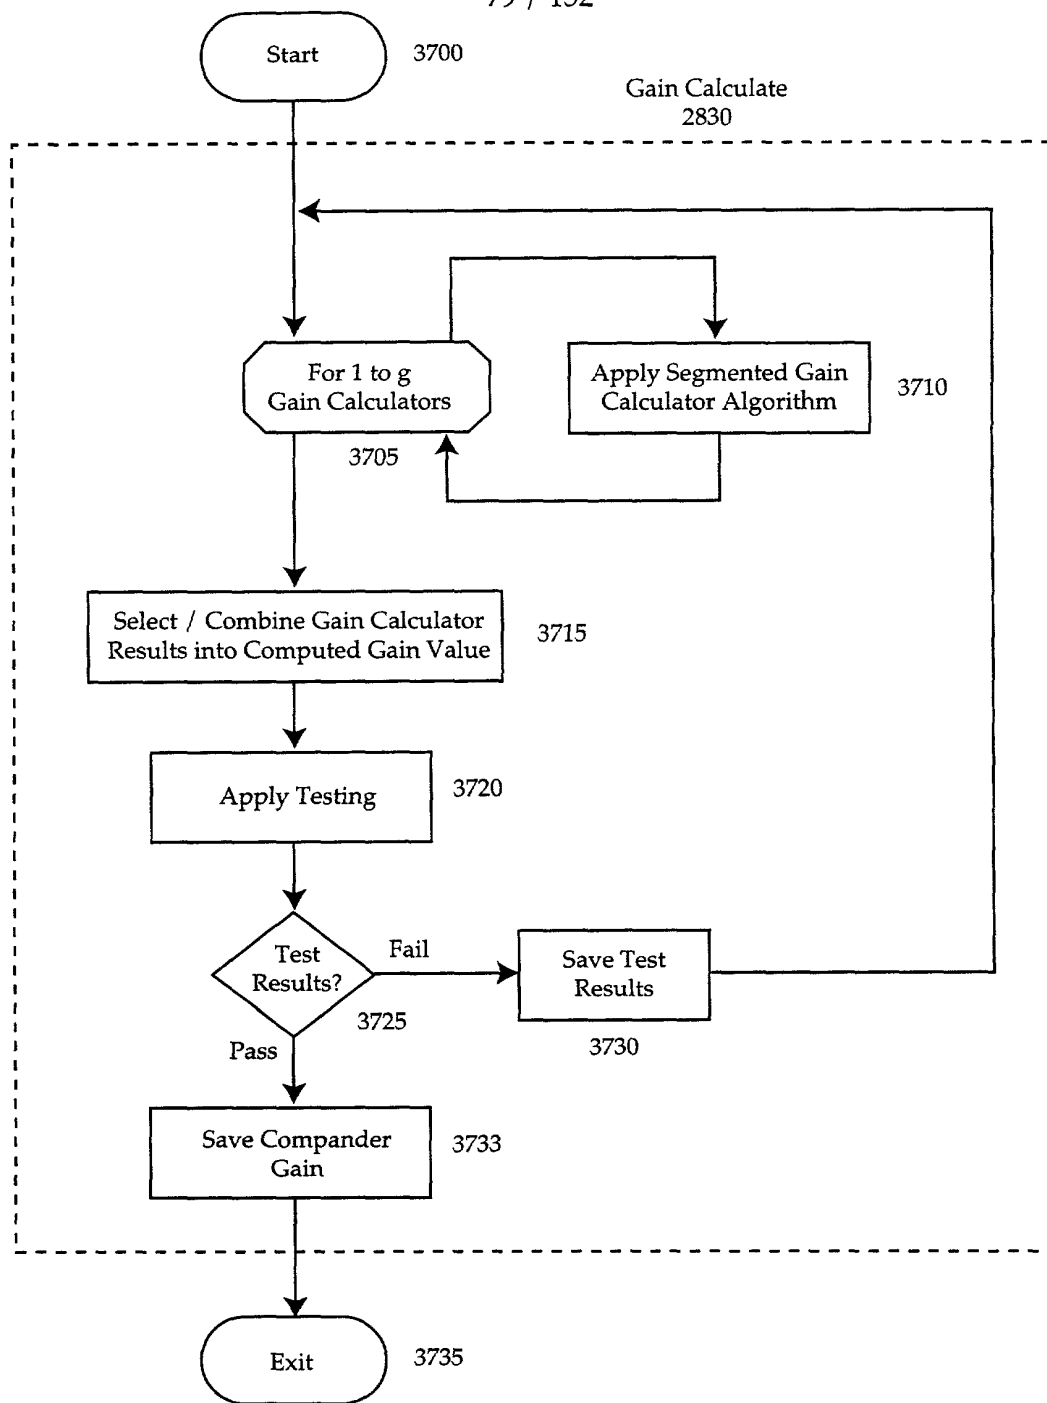 79 / 132
Start
3700
Gain Calculate
2830
For 1 to g
Gain Calculators
3705
Apply Segmented Gain
Calculator Algorithm
3710
Select / Combine Gain Calculator
Results into Computed Gain Value
3715
Apply Testing
3720
Test
Results?
3725
Fail
Save Test
Results
3730
Pass
Save Compander
Gain
3733
Exit
3735